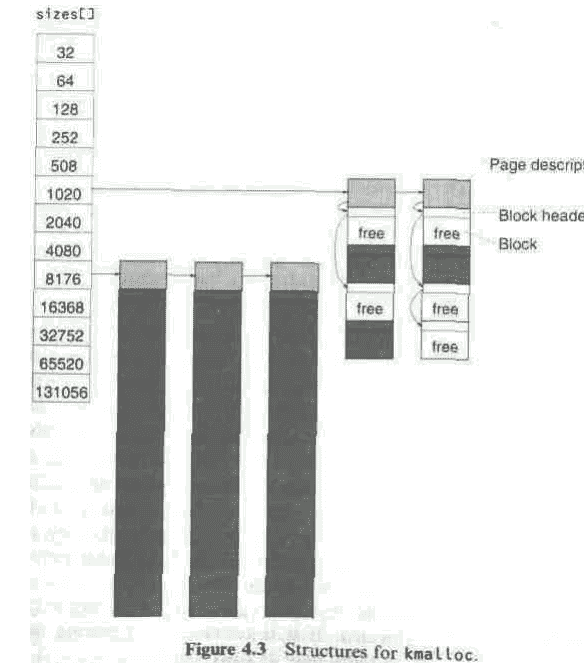 sizes[]
32
64
128
252
508
1020
2040
4080
8176
16368
32752
65520
131056
Page descript
Block heade
Block
free
free
free
free
free
Figure 4.3 Structures for kmalloc.